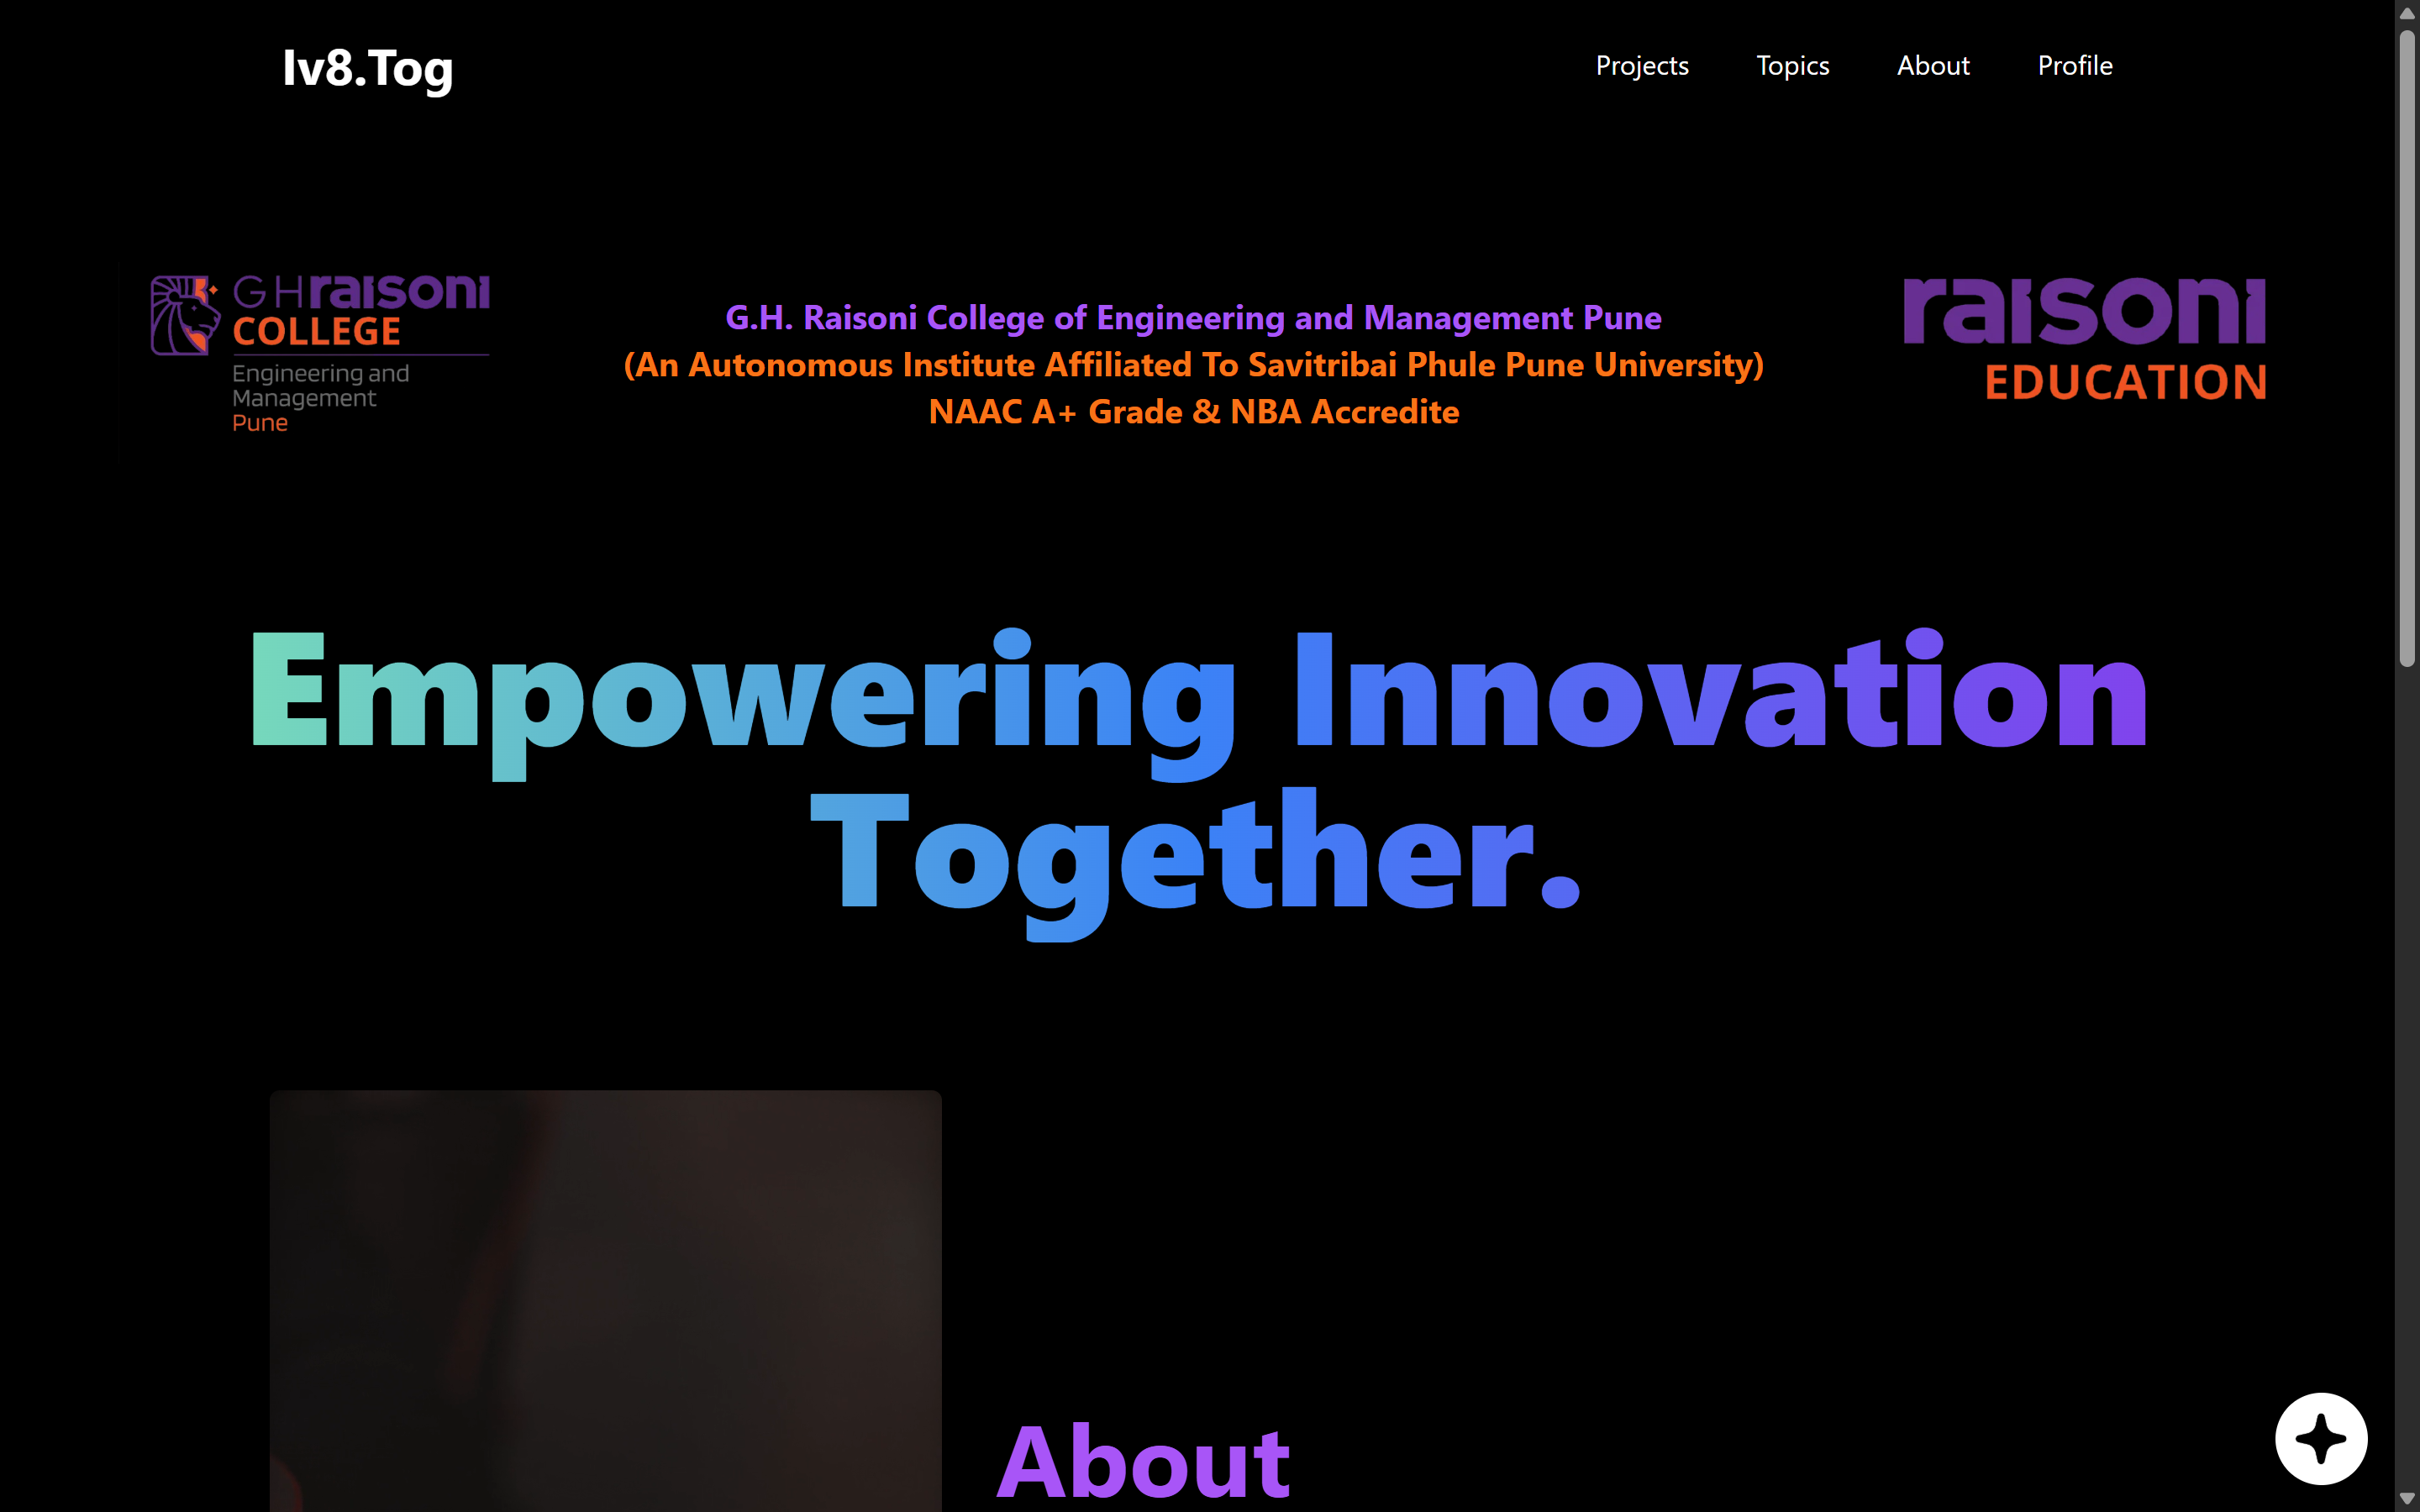 Iv8.Tog
Projects
Topics
About
Profile
GHraisoni
COLLEGE
Engineering and
Management
Pune
G.H. Raisoni College of Engineering and Management Pune
(An Autonomous Institute Affiliated To Savitribai Phule Pune University)
NAAC A+ Grade & NBA Accredite
raisoni
EDUCATION
Empowering Innovation
Together.
About